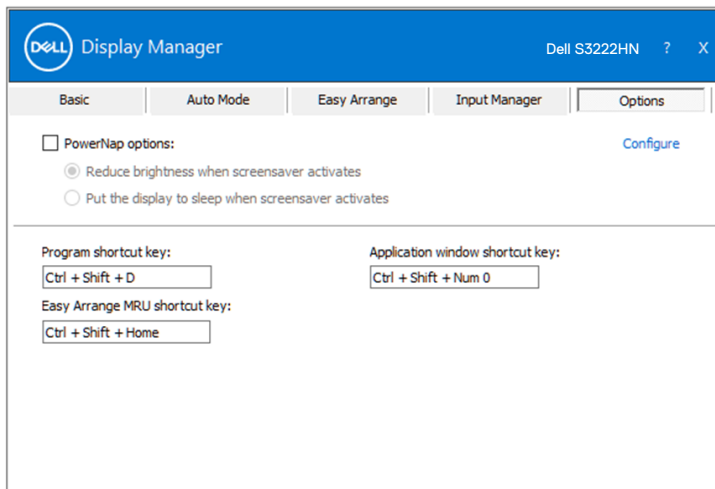 DELL Display Manager Dell S3222HN ? X
Basic Auto Mode Easy Arrange Input Manager Options
PowerNap options: Configure
Reduce brightness when screensaver activates
Put the display to sleep when screensaver activates
Program shortcut key: Application window shortcut key:
Ctrl + Shift + D Ctrl + Shift + Num 0
Easy Arrange MRU shortcut key:
Ctrl + Shift + Home